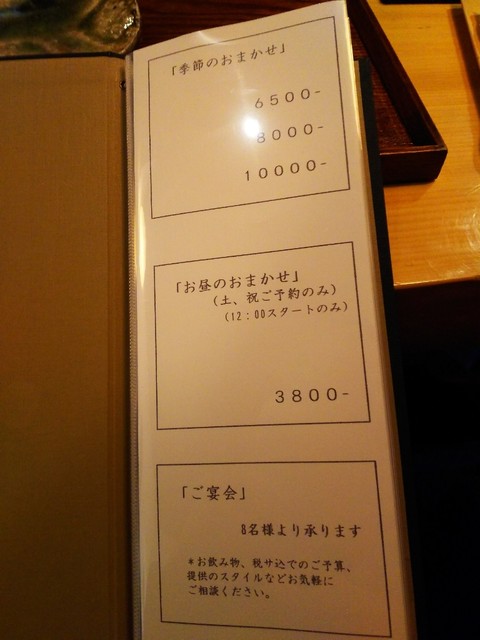 「季節のおまかせ」
6500-
8000-
10000-
「お昼のおまかせ」
(土、祝ご予約のみ)
(12:00スタートのみ)
3800-
「ご宴会」
8名様より承ります
*お飲み物、税サ込でのご予算、
提供のスタイルなどお気軽に
ご相談ください。